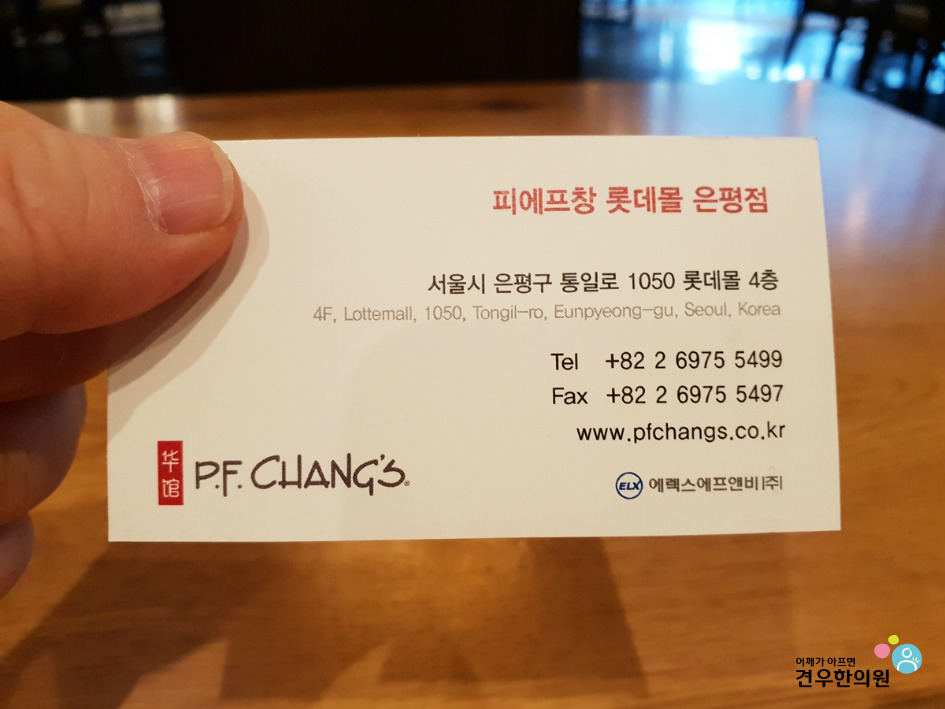 피에프창 롯데몰 은평점
서울시 은평구 통일로 1050 롯데몰 4층
4F, Lottemall, 1050, Tongil-ro, Eunpyeong-gu, Seoul, Korea
Tel +82 2 6975 5499
Fax +82 2 6975 5497
www.pfchangs.co.kr
华馆
P.F. CHANG'S®
ELX 에렉스에프앤비(주)
어깨가 아프면
견우한의원